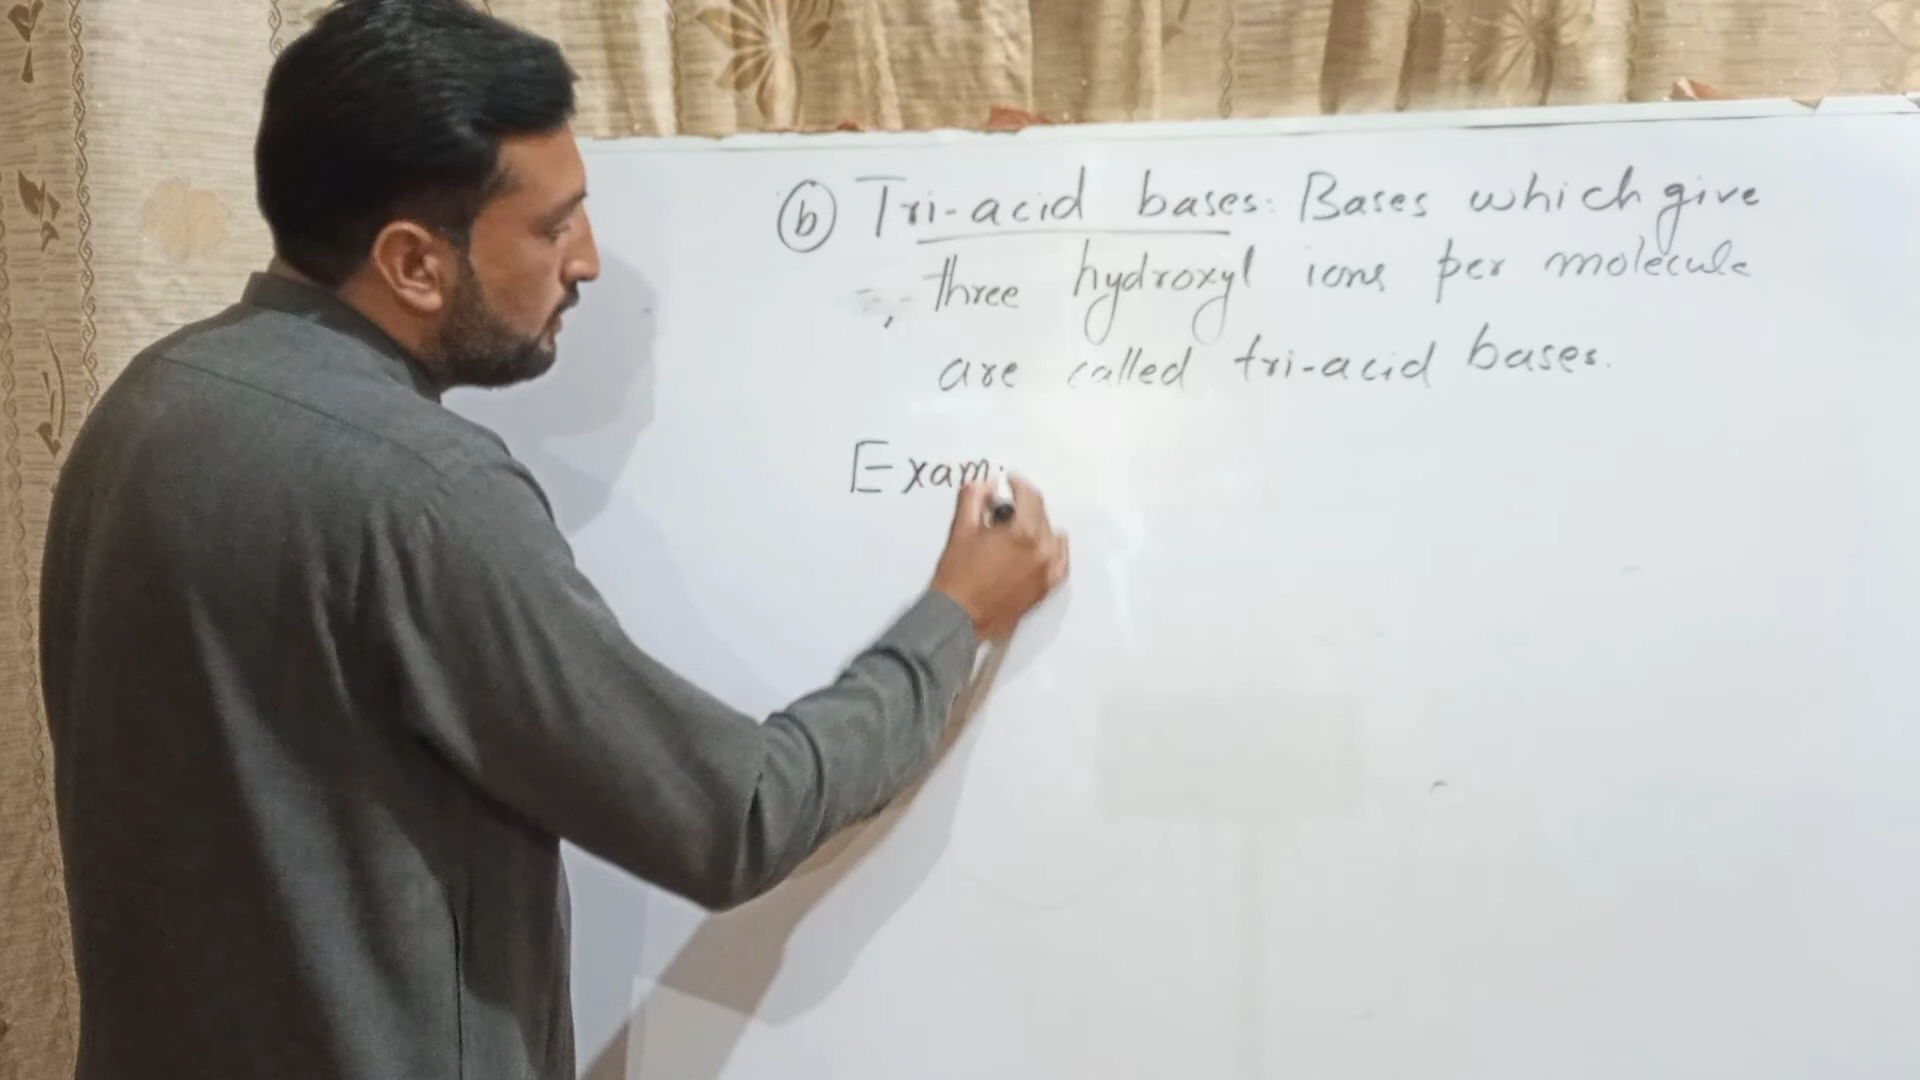 (b) Tri-acid bases: Bases which give
three hydroxyl ions per molecule
are called tri-acid bases.
Exam